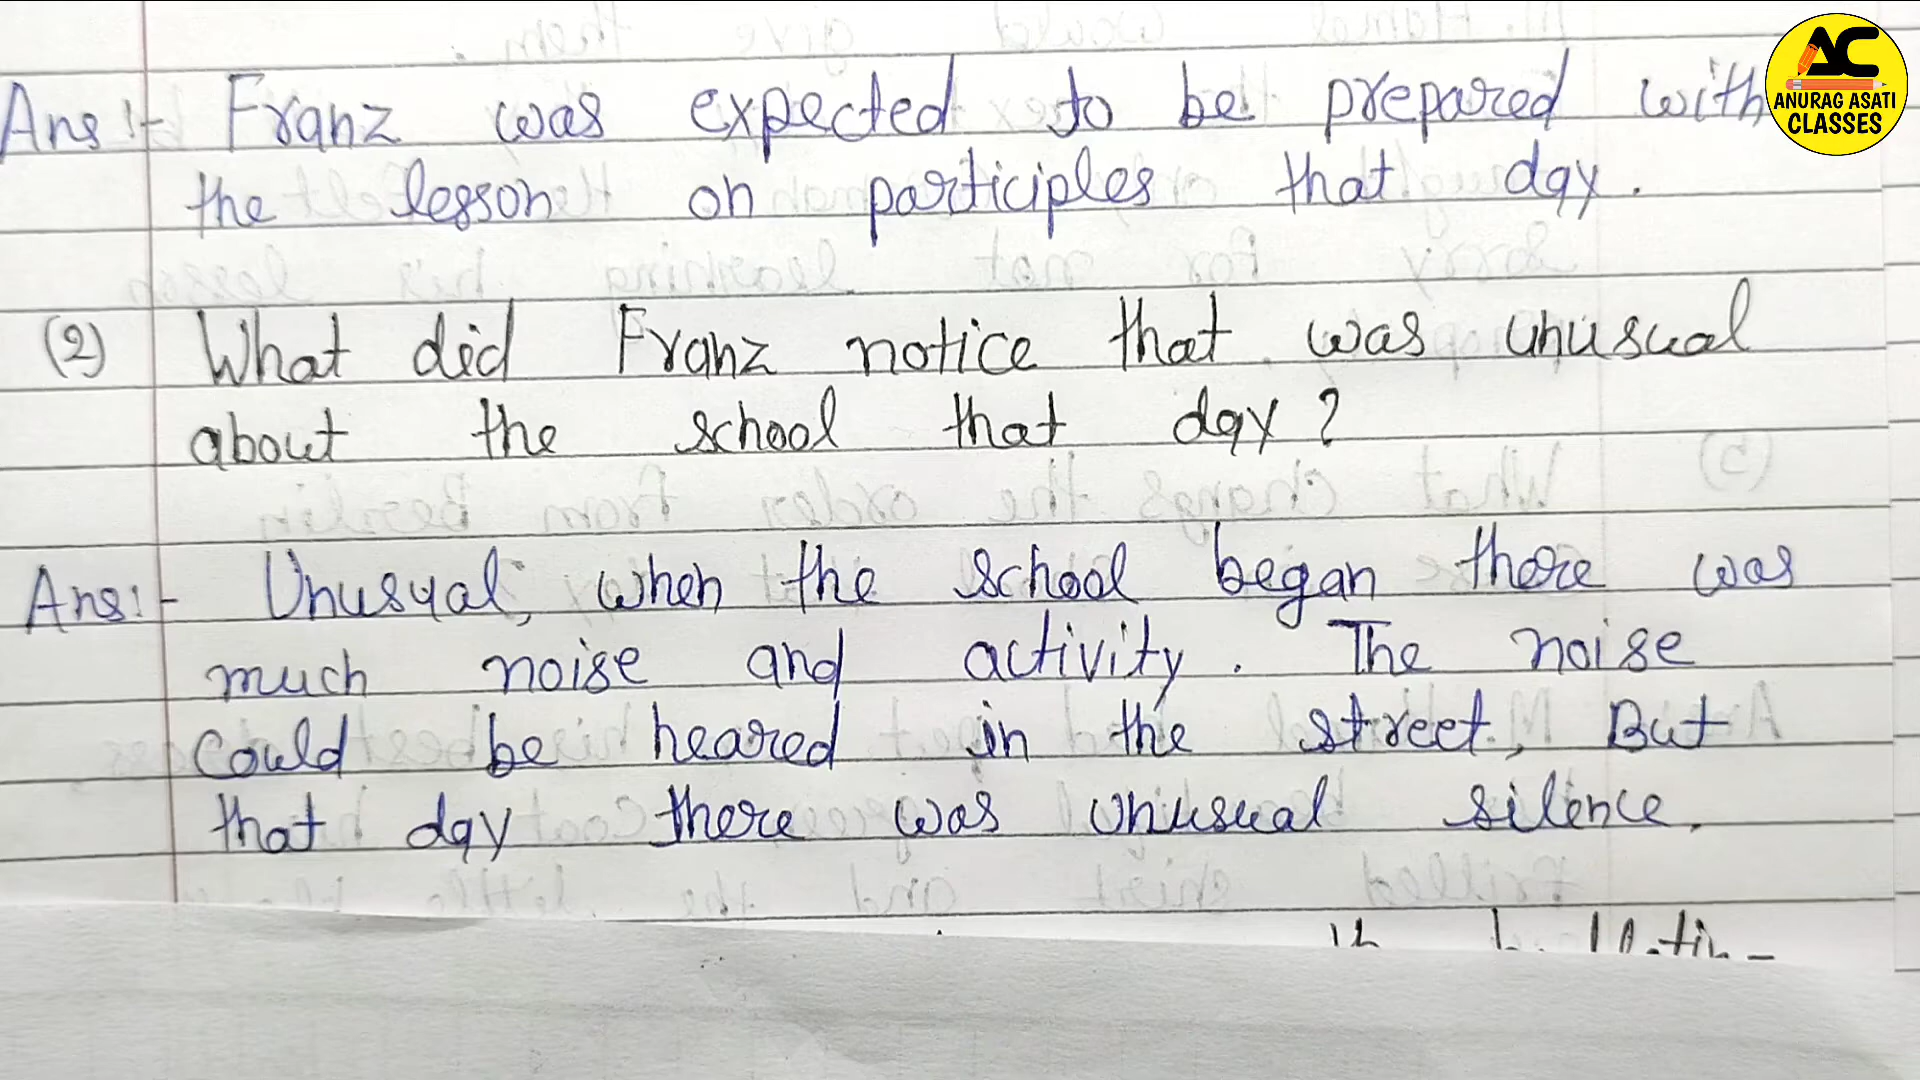 Ans :- Franz was expected to be prepared with
the lesson on participles that day.
(2) What did Franz notice that was unusual
about the school that day?
Ans :- Unusual, when the school began there was
much noise and activity. The noise
could be heared in the street, But
that day there was unusual silence.
AC
ANURAG ASATI
CLASSES